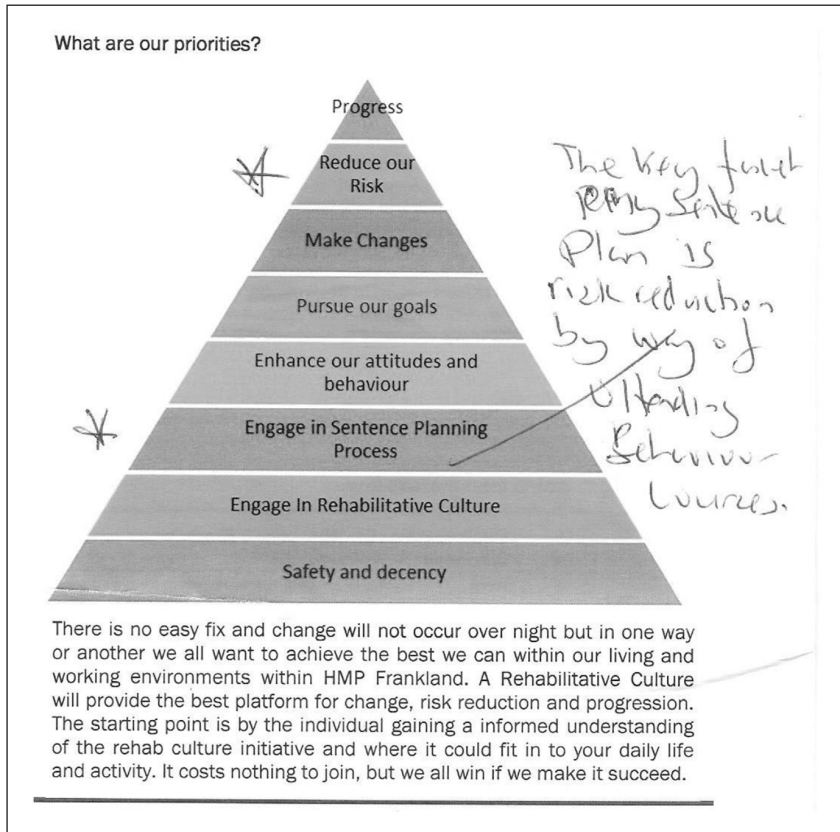 What are our priorities?
Progress
Reduce our
Risk
Make Changes
Pursue our goals
Enhance our attitudes and
behaviour
Engage in Sentence Planning
Process
Engage In Rehabilitative Culture
Safety and decency
The key
Sentence
Plan is
risk reduction
by way of
Offending
Behaviour
Courses.
There is no easy fix and change will not occur over night but in one way
or another we all want to achieve the best we can within our living and
working environments within HMP Frankland. A Rehabilitative Culture
will provide the best platform for change, risk reduction and progression.
The starting point is by the individual gaining a informed understanding
of the rehab culture initiative and where it could fit in to your daily life
and activity. It costs nothing to join, but we all win if we make it succeed.